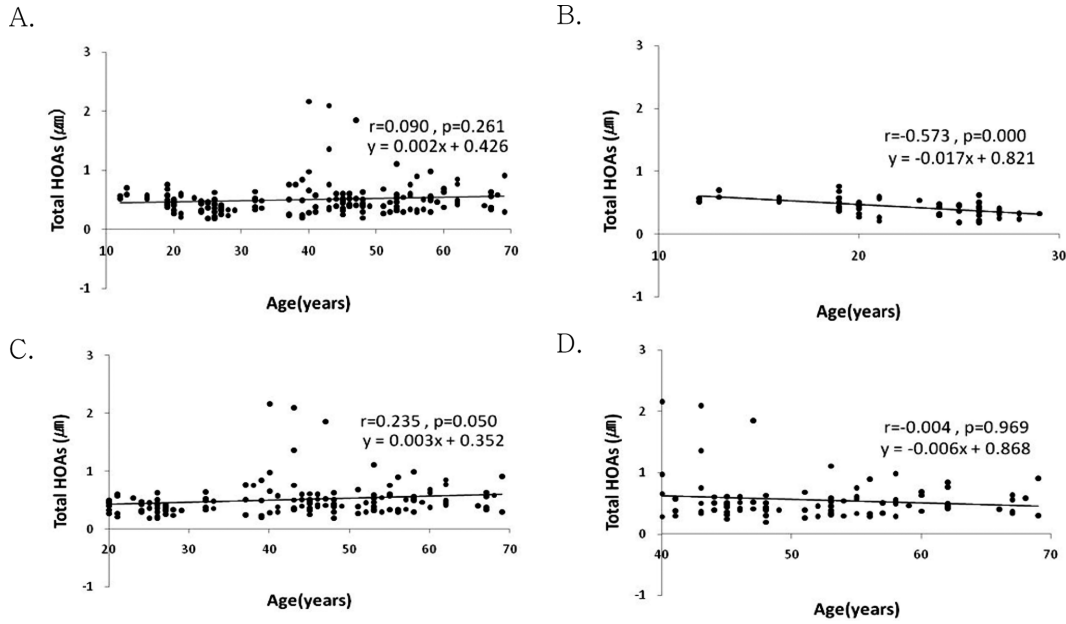 A.
3
2
1
0
-1
10 20 30 40 50 60 70
Total HOAs (㎛)
r=0.090 , p=0.261
y = 0.002x + 0.426
Age(years)
B.
3
2
1
0
-1
10 20 30
Total HOAs (㎛)
r=-0.573 , p=0.000
y = -0.017x + 0.821
Age(years)
C.
3
2
1
0
-1
20 30 40 50 60 70
Total HOAs (㎛)
r=0.235 , p=0.050
y = 0.003x + 0.352
Age(years)
D.
3
2
1
0
-1
40 50 60 70
Total HOAs (㎛)
r=-0.004 , p=0.969
y = -0.006x + 0.868
Age(years)